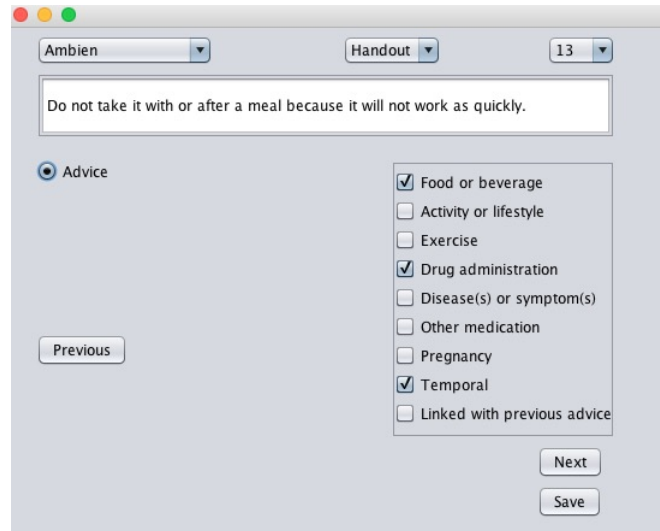 Ambien Handout 13
Do not take it with or after a meal because it will not work as quickly.
Advice
Food or beverage
Activity or lifestyle
Exercise
Drug administration
Disease(s) or symptom(s)
Other medication
Pregnancy
Temporal
Linked with previous advice
Previous
Next
Save